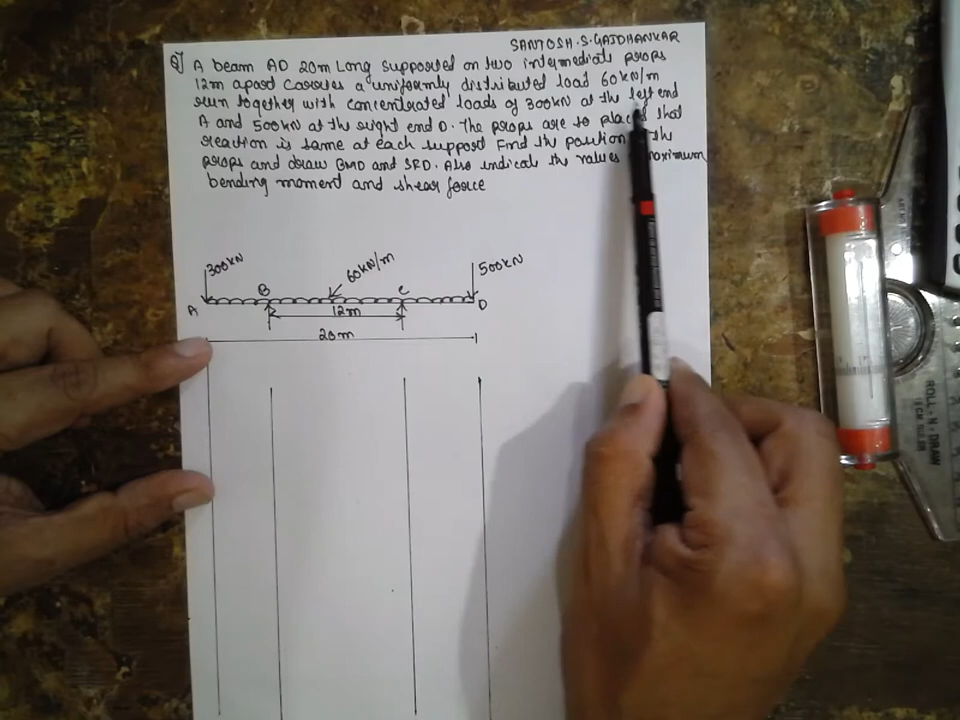 SANTOSH.S.GAJDHANKAR
Q] A beam AD 20m Long supported on two intermediate props
12m apart carries a uniformly distributed load 60kN/m
run together with concentrated loads of 300kN at the left end
A and 500kN at the right end D. The props are so placed that
reaction is same at each support Find the position the
props and draw BMD and SFD. Also indicate the values maximum
bending moment and shear force
300kN
60kN/m
500kN
A
B
C
D
12m
20m
ROLL-N-DRAW